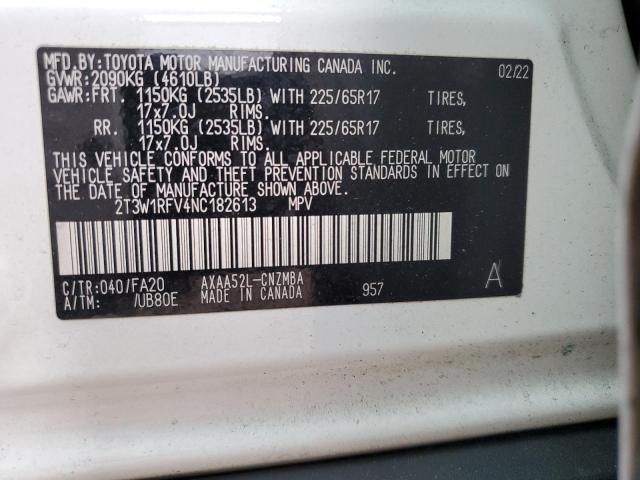 MFD.BY:TOYOTA MOTOR MANUFACTURING CANADA INC. 02/22
GVWR:2090KG (4610LB)
GAWR:FRT. 1150KG (2535LB) WITH 225/65R17 TIRES,
17x7.0J RIMS.
RR. 1150KG (2535LB) WITH 225/65R17 TIRES,
17x7.0J RIMS.
THIS VEHICLE CONFORMS TO ALL APPLICABLE FEDERAL MOTOR
VEHICLE SAFETY AND THEFT PREVENTION STANDARDS IN EFFECT ON
THE DATE OF MANUFACTURE SHOWN ABOVE.
2T3W1RFV4NC182613 MPV
C/TR:040/FA20 AXAA52L-CNZMBA 957 A
A/TM: /UB80E MADE IN CANADA